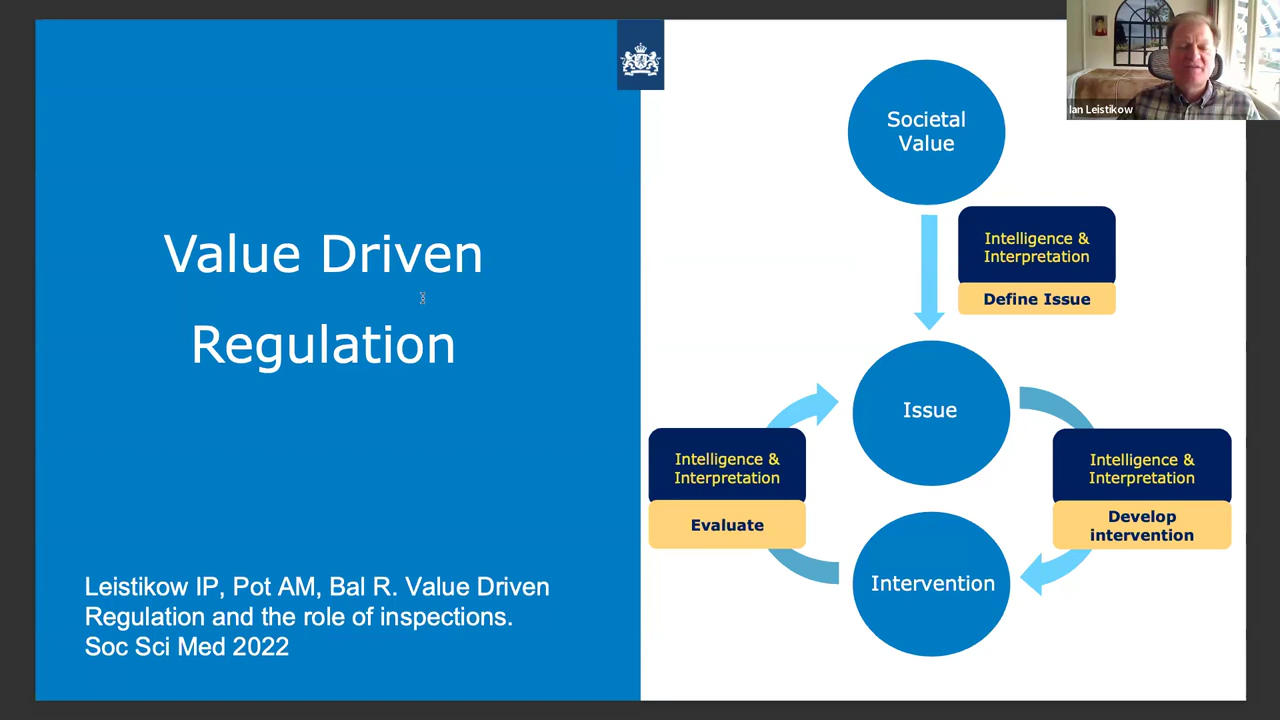 Value Driven
Regulation
Leistikow IP, Pot AM, Bal R. Value Driven
Regulation and the role of inspections.
Soc Sci Med 2022
Ian Leistikow
Societal
Value
Intelligence &
Interpretation
Define Issue
Issue
Intelligence &
Interpretation
Evaluate
Intelligence &
Interpretation
Develop
intervention
Intervention